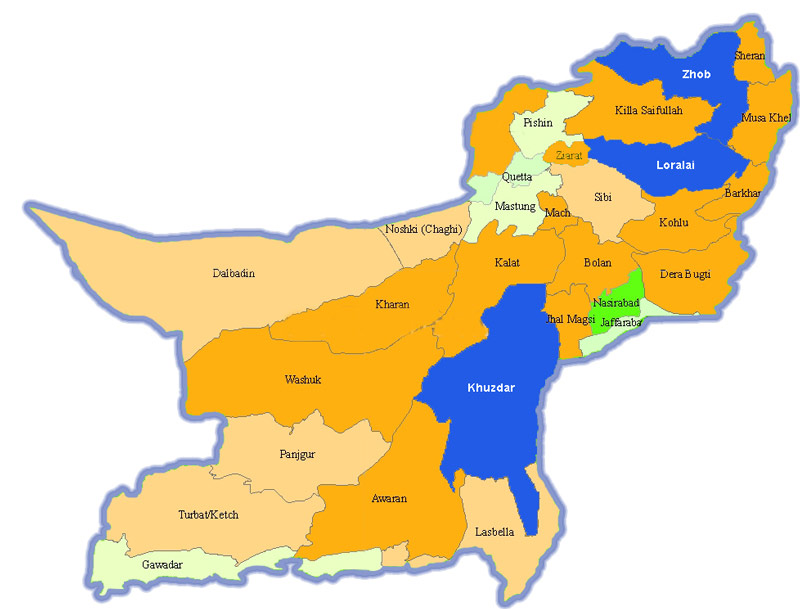 Sheran
Zhob
Killa Saifullah
Musa Khel
Pishin
Ziarat
Loralai
Quetta
Barkhan
Sibi
Mastung
Mach
Kohlu
Noshki (Chaghi)
Kalat
Bolan
Dalbadin
Dera Bugti
Kharan
Nasirabad
Jhal Magsi
Jaffaraba
Washuk
Khuzdar
Panjgur
Awaran
Turbat/Ketch
Lasbella
Gawadar